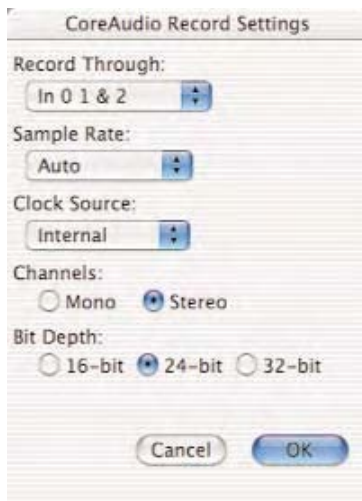 CoreAudio Record Settings
Record Through:
In 0 1 & 2
Sample Rate:
Auto
Clock Source:
Internal
Channels:
Mono Stereo
Bit Depth:
16-bit 24-bit 32-bit
Cancel OK